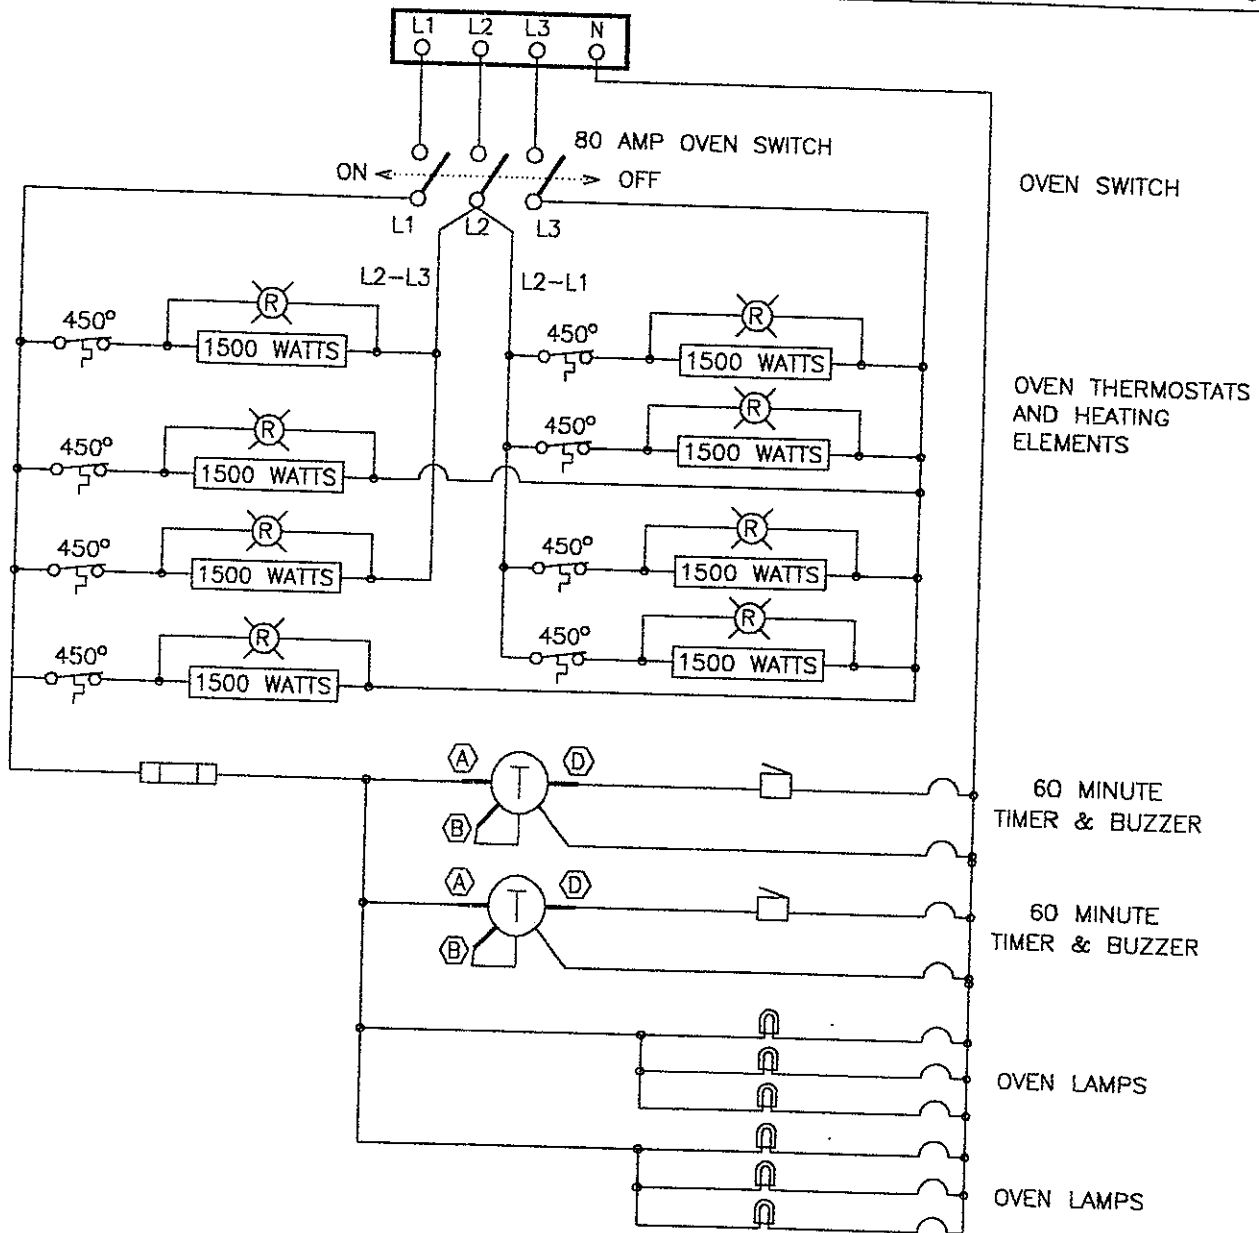 L1 L2 L3 N
80 AMP OVEN SWITCH
ON OFF
OVEN SWITCH
L1 L2 L3
L2-L3 L2-L1
R
450°
1500 WATTS
R
450°
1500 WATTS
OVEN THERMOSTATS
AND HEATING
ELEMENTS
R
450°
1500 WATTS
R
450°
1500 WATTS
R
450°
1500 WATTS
R
450°
1500 WATTS
R
450°
1500 WATTS
R
450°
1500 WATTS
A T D
B
60 MINUTE
TIMER & BUZZER
A T D
B
60 MINUTE
TIMER & BUZZER
OVEN LAMPS
OVEN LAMPS